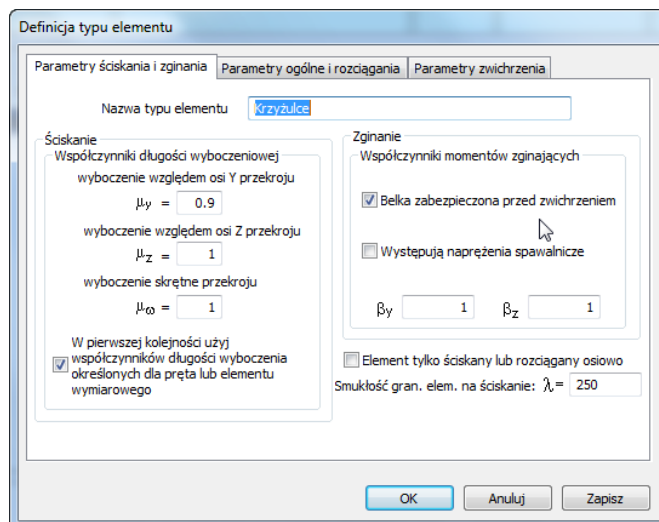 Definicja typu elementu
Parametry ściskania i zginania
Parametry ogólne i rozciągania
Parametry zwichrzenia
Nazwa typu elementu
Krzyżulce
Ściskanie
Współczynniki długości wyboczeniowej
wyboczenie względem osi Y przekroju
μy = 0.9
wyboczenie względem osi Z przekroju
μz = 1
wyboczenie skrętne przekroju
μω = 1
W pierwszej kolejności użyj
współczynników długości wyboczenia
określonych dla pręta lub elementu
wymiarowego
Zginanie
Współczynniki momentów zginających
Belka zabezpieczona przed zwichrzeniem
Występują naprężenia spawalnicze
βy 1 βz 1
Element tylko ściskany lub rozciągany osiowo
Smukłość gran. elem. na ściskanie: λ= 250
OK
Anuluj
Zapisz